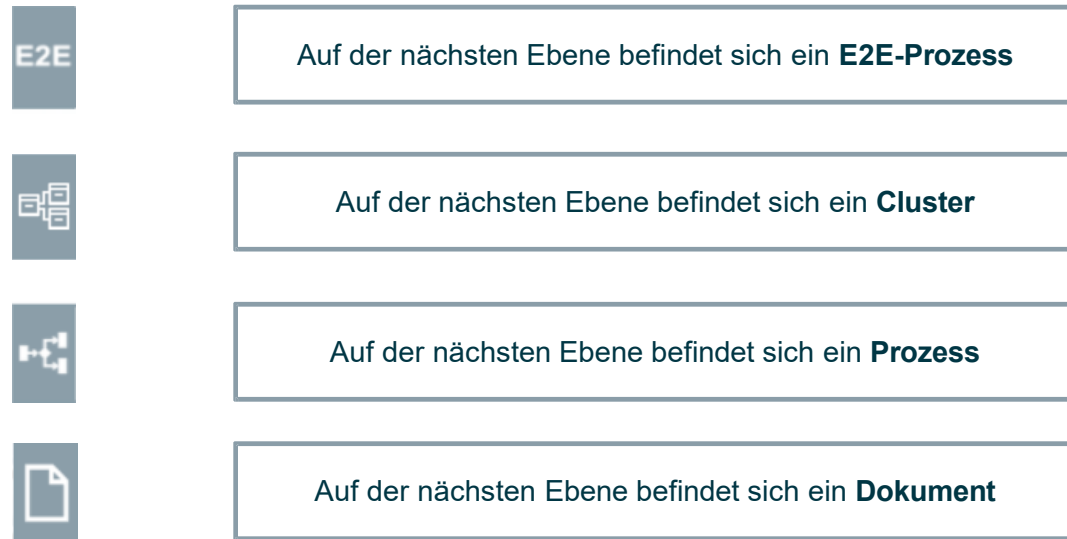 E2E
Auf der nächsten Ebene befindet sich ein E2E-Prozess
Auf der nächsten Ebene befindet sich ein Cluster
Auf der nächsten Ebene befindet sich ein Prozess
Auf der nächsten Ebene befindet sich ein Dokument